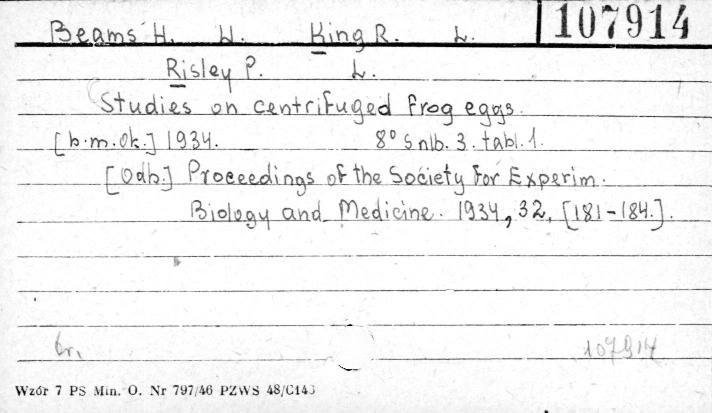 Beams H. W. King R. L. 107914
Risley P. L.
Studies on centrifuged frog eggs.
[b.m.ok.] 1934. 8° S nlb. 3. tabl. 1.
[Odb.] Proceedings of the Society for Experim.
Biology and Medicine. 1934, 32, [181-184.].
br. 107914
Wzór 7 PS Min. O. Nr 797/46 PZWS 48/C143